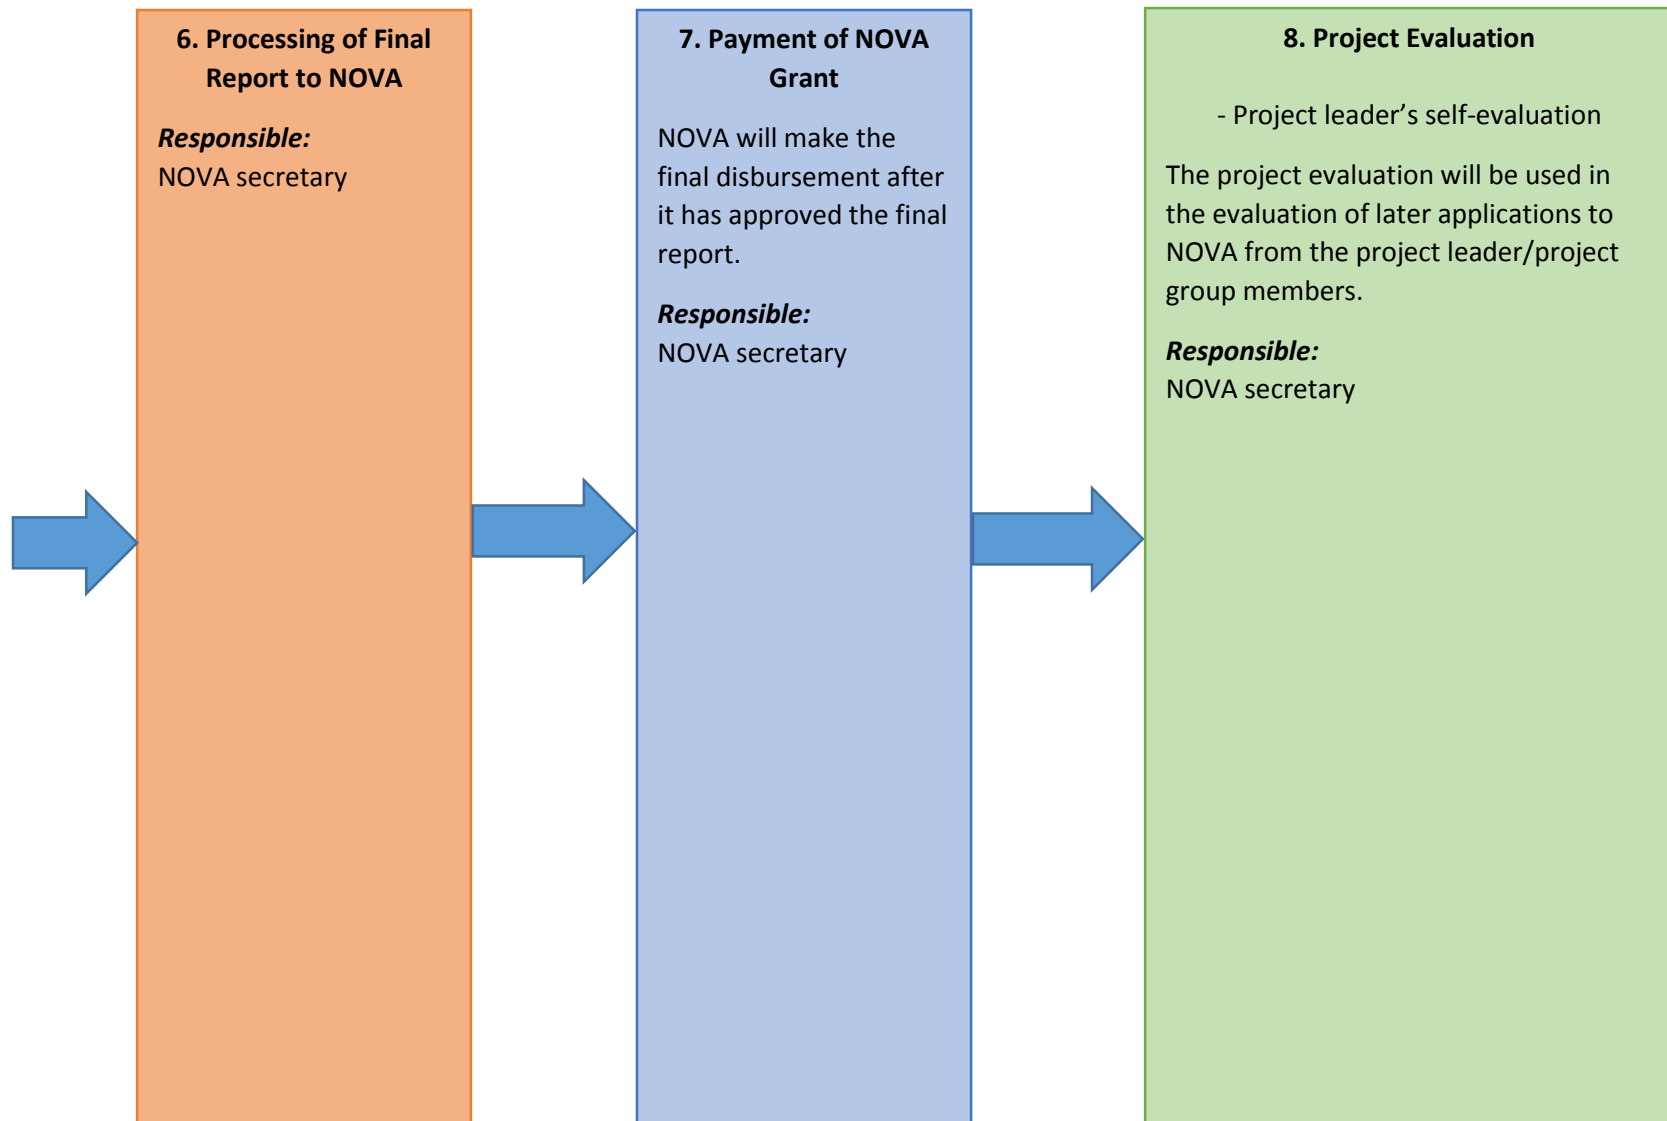 6. Processing of Final
Report to NOVA
Responsible:
NOVA secretary
7. Payment of NOVA
Grant
NOVA will make the
final disbursement after
it has approved the final
report.
Responsible:
NOVA secretary
8. Project Evaluation
- Project leader’s self-evaluation
The project evaluation will be used in
the evaluation of later applications to
NOVA from the project leader/project
group members.
Responsible:
NOVA secretary